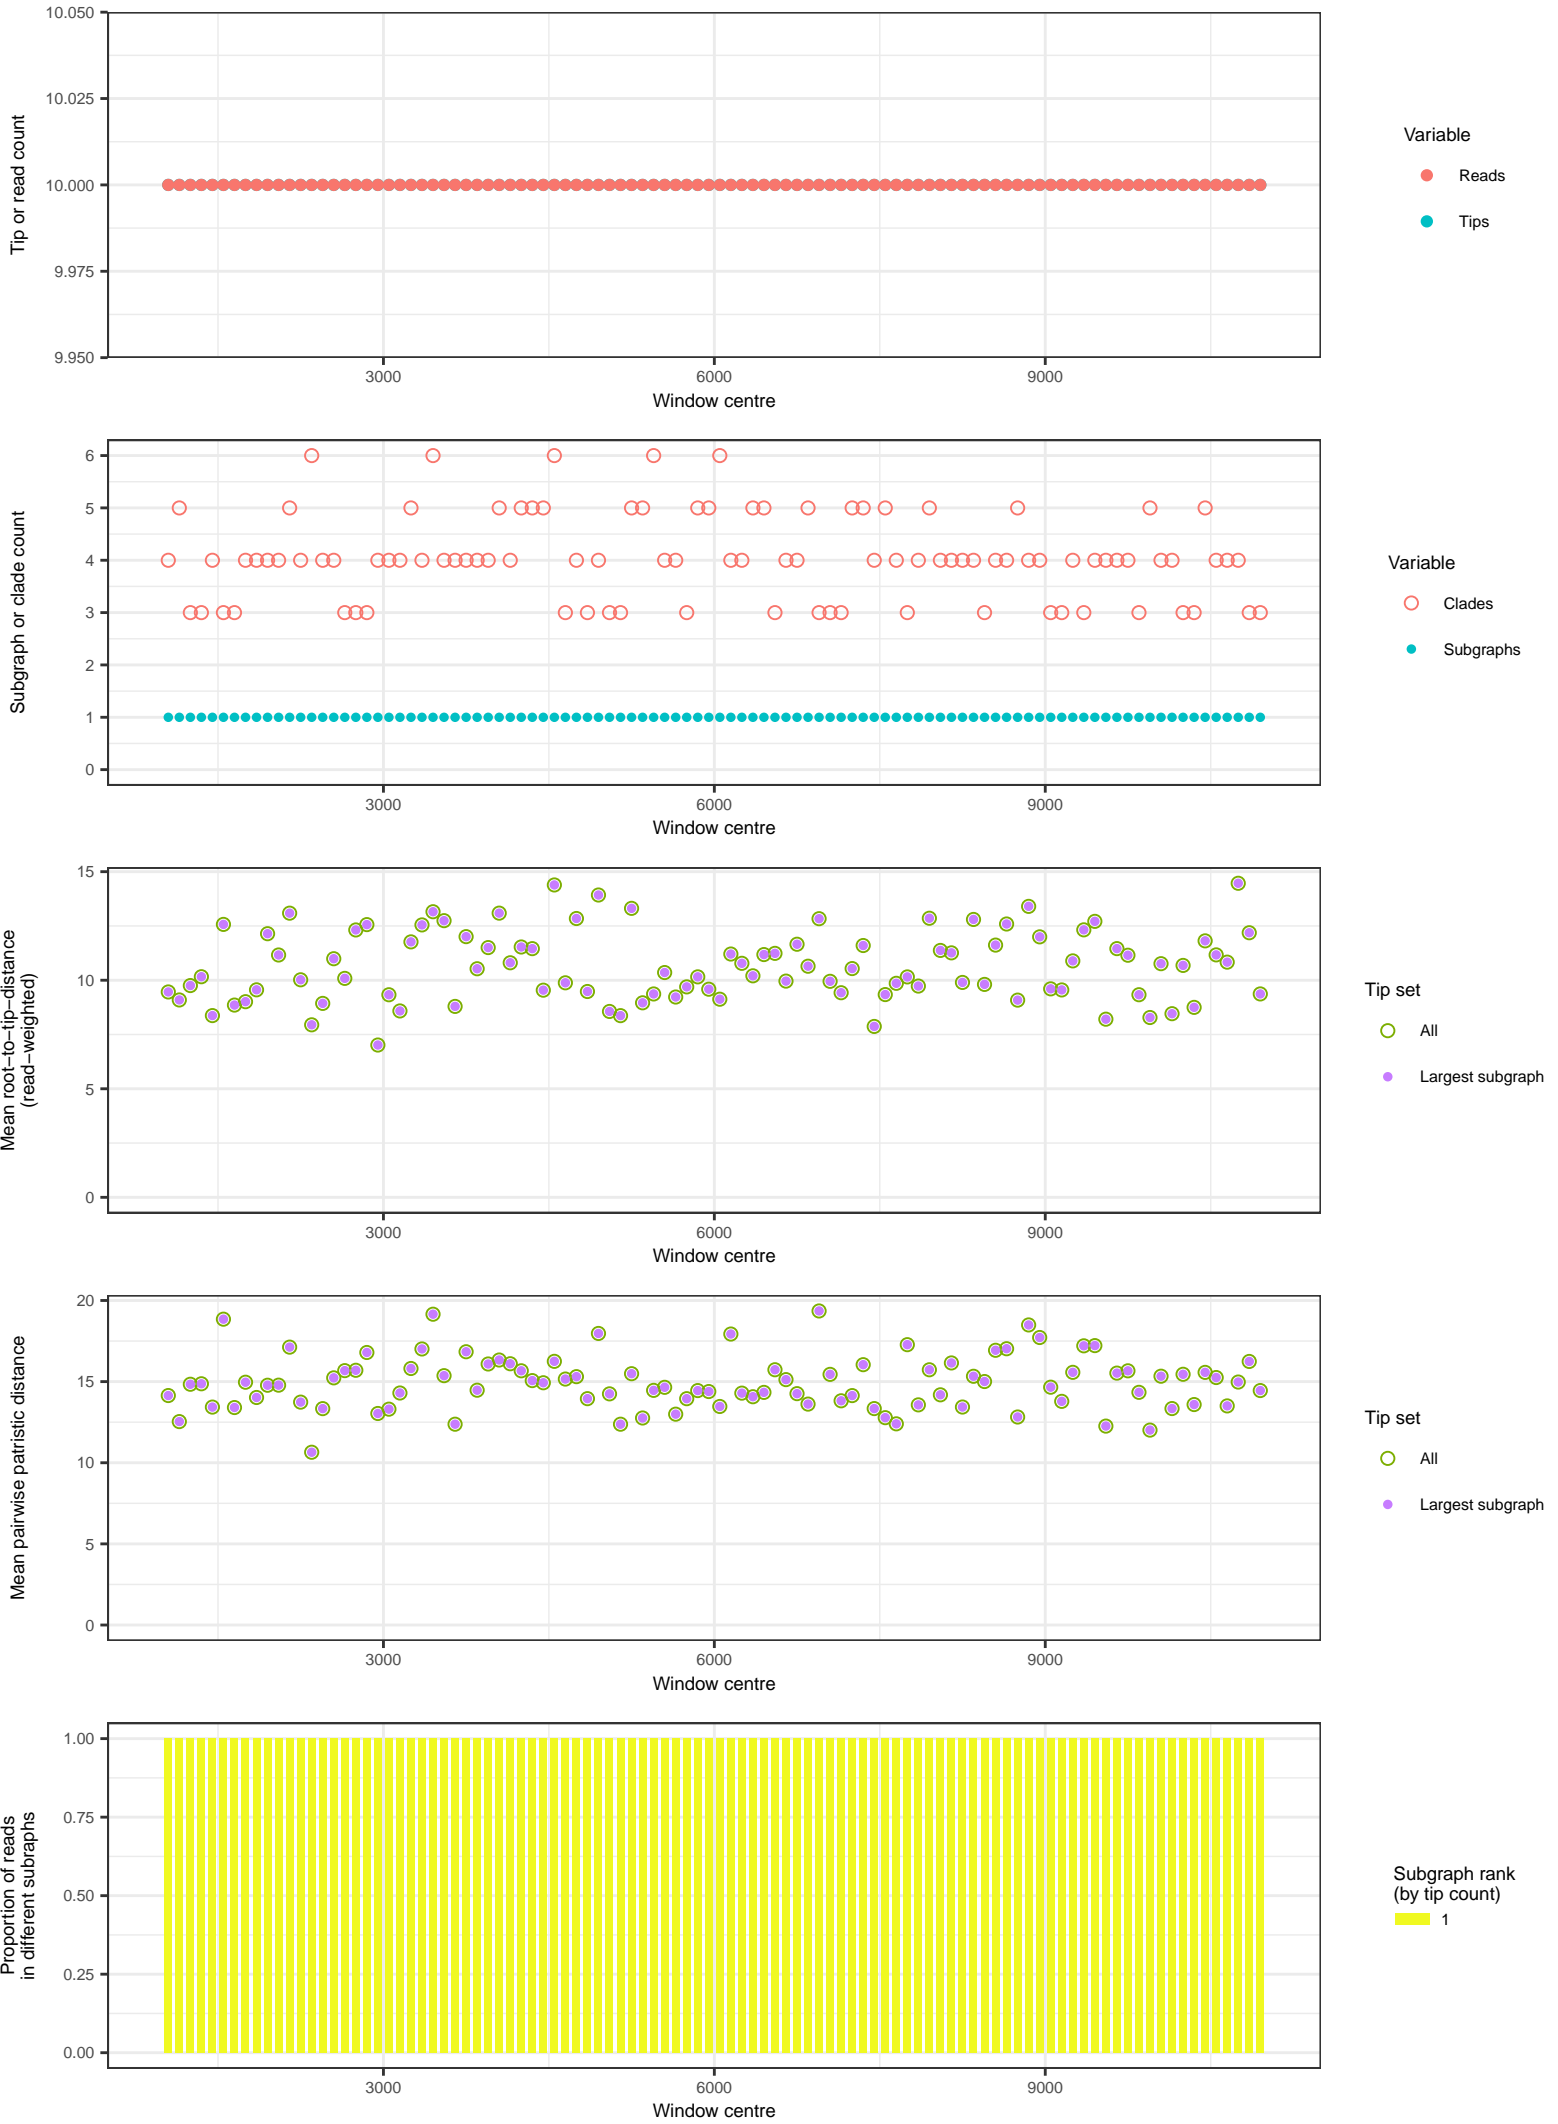 10.050
10.025
10.000
9.975
9.950
Tip or read count
3000 6000 9000
Window centre
Variable
Reads
Tips
6
5
4
3
2
1
0
Subgraph or clade count
3000 6000 9000
Window centre
Variable
Clades
Subgraphs
15
10
5
0
Mean root−to−tip−distance
(read−weighted)
3000 6000 9000
Window centre
Tip set
All
Largest subgraph
20
15
10
5
0
Mean pairwise patristic distance
3000 6000 9000
Window centre
Tip set
All
Largest subgraph
1.00
0.75
0.50
0.25
0.00
Proportion of reads
in different subraphs
3000 6000 9000
Window centre
Subgraph rank
(by tip count)
1